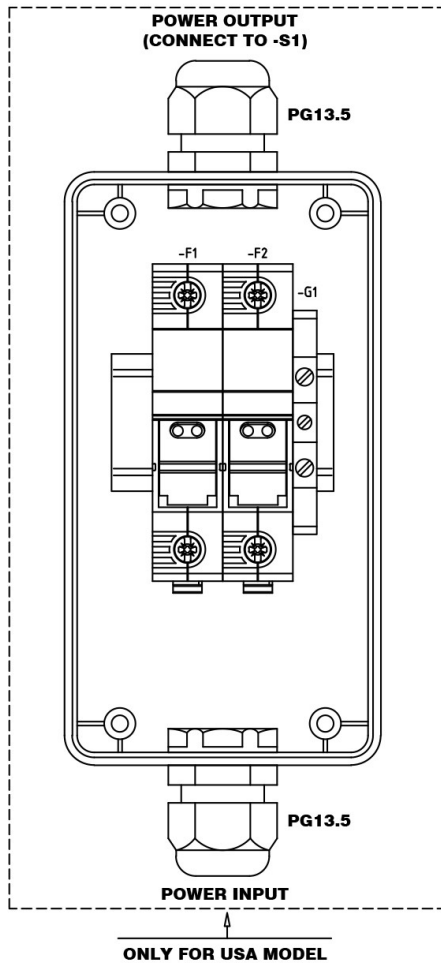 POWER OUTPUT
(CONNECT TO -S1)
PG13.5
-F1
-F2
-G1
PG13.5
POWER INPUT
ONLY FOR USA MODEL